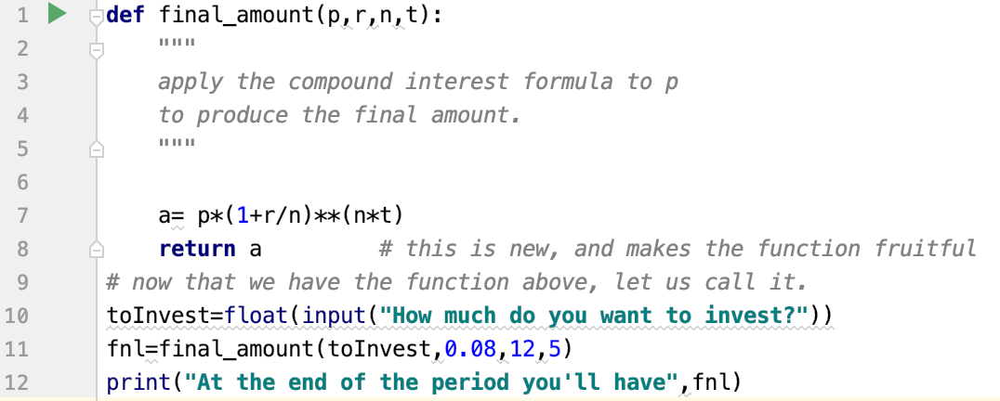 1 def final_amount(p,r,n,t):
2     """
3     apply the compound interest formula to p
4     to produce the final amount.
5     """
6
7     a= p*(1+r/n)**(n*t)
8     return a         # this is new, and makes the function fruitful
9 # now that we have the function above, let us call it.
10 toInvest=float(input("How much do you want to invest?"))
11 fnl=final_amount(toInvest,0.08,12,5)
12 print("At the end of the period you'll have",fnl)